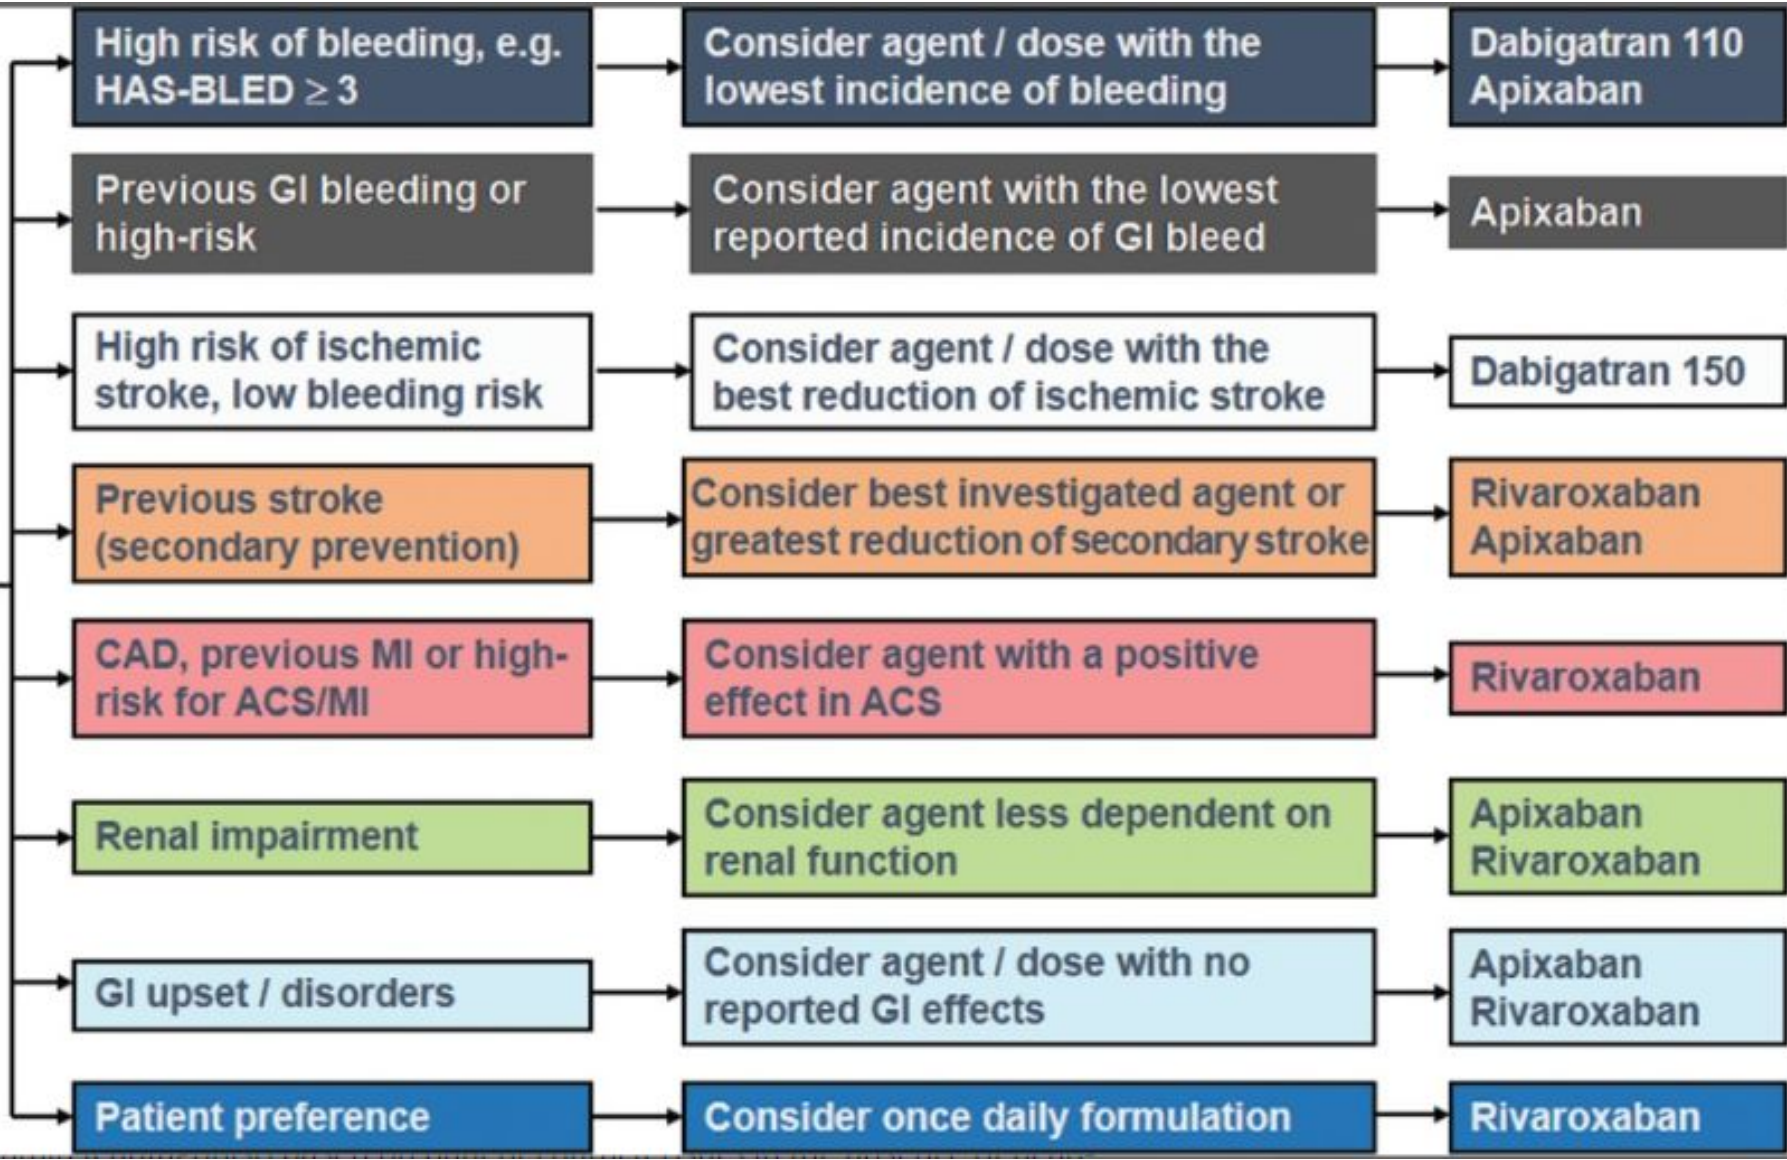 High risk of bleeding, e.g.
HAS-BLED ≥ 3
Consider agent / dose with the
lowest incidence of bleeding
Dabigatran 110
Apixaban
Previous GI bleeding or
high-risk
Consider agent with the lowest
reported incidence of GI bleed
Apixaban
High risk of ischemic
stroke, low bleeding risk
Consider agent / dose with the
best reduction of ischemic stroke
Dabigatran 150
Previous stroke
(secondary prevention)
Consider best investigated agent or
greatest reduction of secondary stroke
Rivaroxaban
Apixaban
CAD, previous MI or high-
risk for ACS/MI
Consider agent with a positive
effect in ACS
Rivaroxaban
Renal impairment
Consider agent less dependent on
renal function
Apixaban
Rivaroxaban
GI upset / disorders
Consider agent / dose with no
reported GI effects
Apixaban
Rivaroxaban
Patient preference
Consider once daily formulation
Rivaroxaban